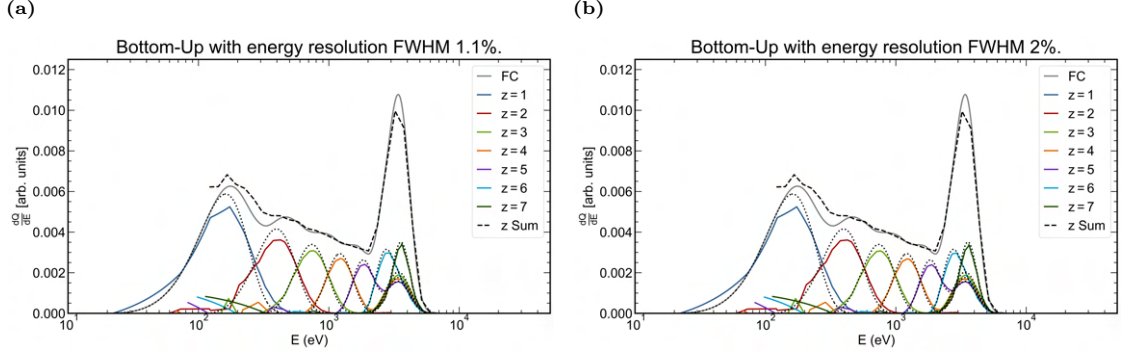 (a)
Bottom-Up with energy resolution FWHM 1.1%.
0.012
0.010
0.008
0.006
0.004
0.002
0.000
dQ/dE [arb. units]
10^1
10^2
10^3
10^4
E (eV)
FC
z = 1
z = 2
z = 3
z = 4
z = 5
z = 6
z = 7
z Sum
(b)
Bottom-Up with energy resolution FWHM 2%.
0.012
0.010
0.008
0.006
0.004
0.002
0.000
dQ/dE [arb. units]
10^1
10^2
10^3
10^4
E (eV)
FC
z = 1
z = 2
z = 3
z = 4
z = 5
z = 6
z = 7
z Sum